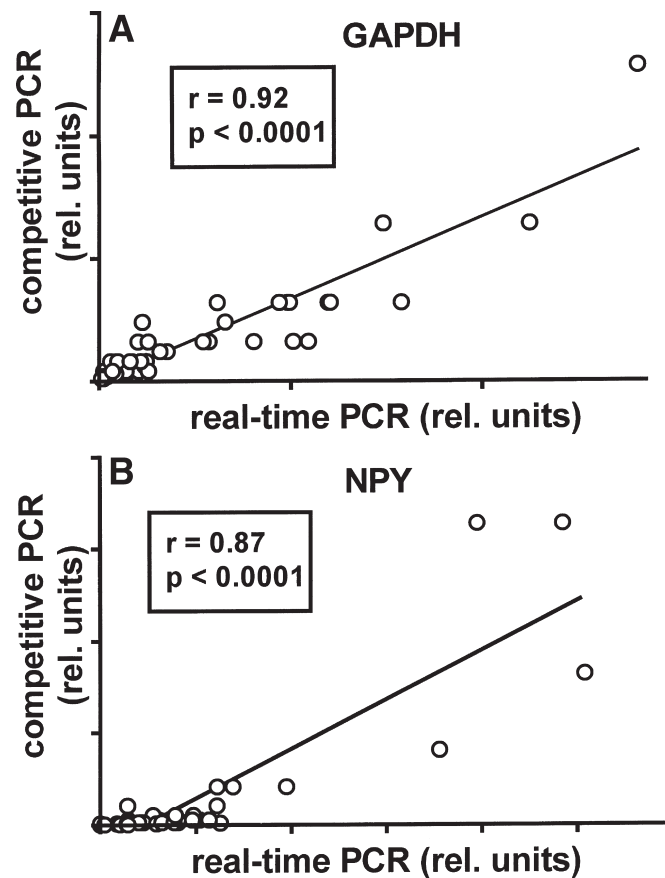 A
GAPDH
r = 0.92
p < 0.0001
competitive PCR
(rel. units)
real-time PCR (rel. units)
B
NPY
r = 0.87
p < 0.0001
competitive PCR
(rel. units)
real-time PCR (rel. units)